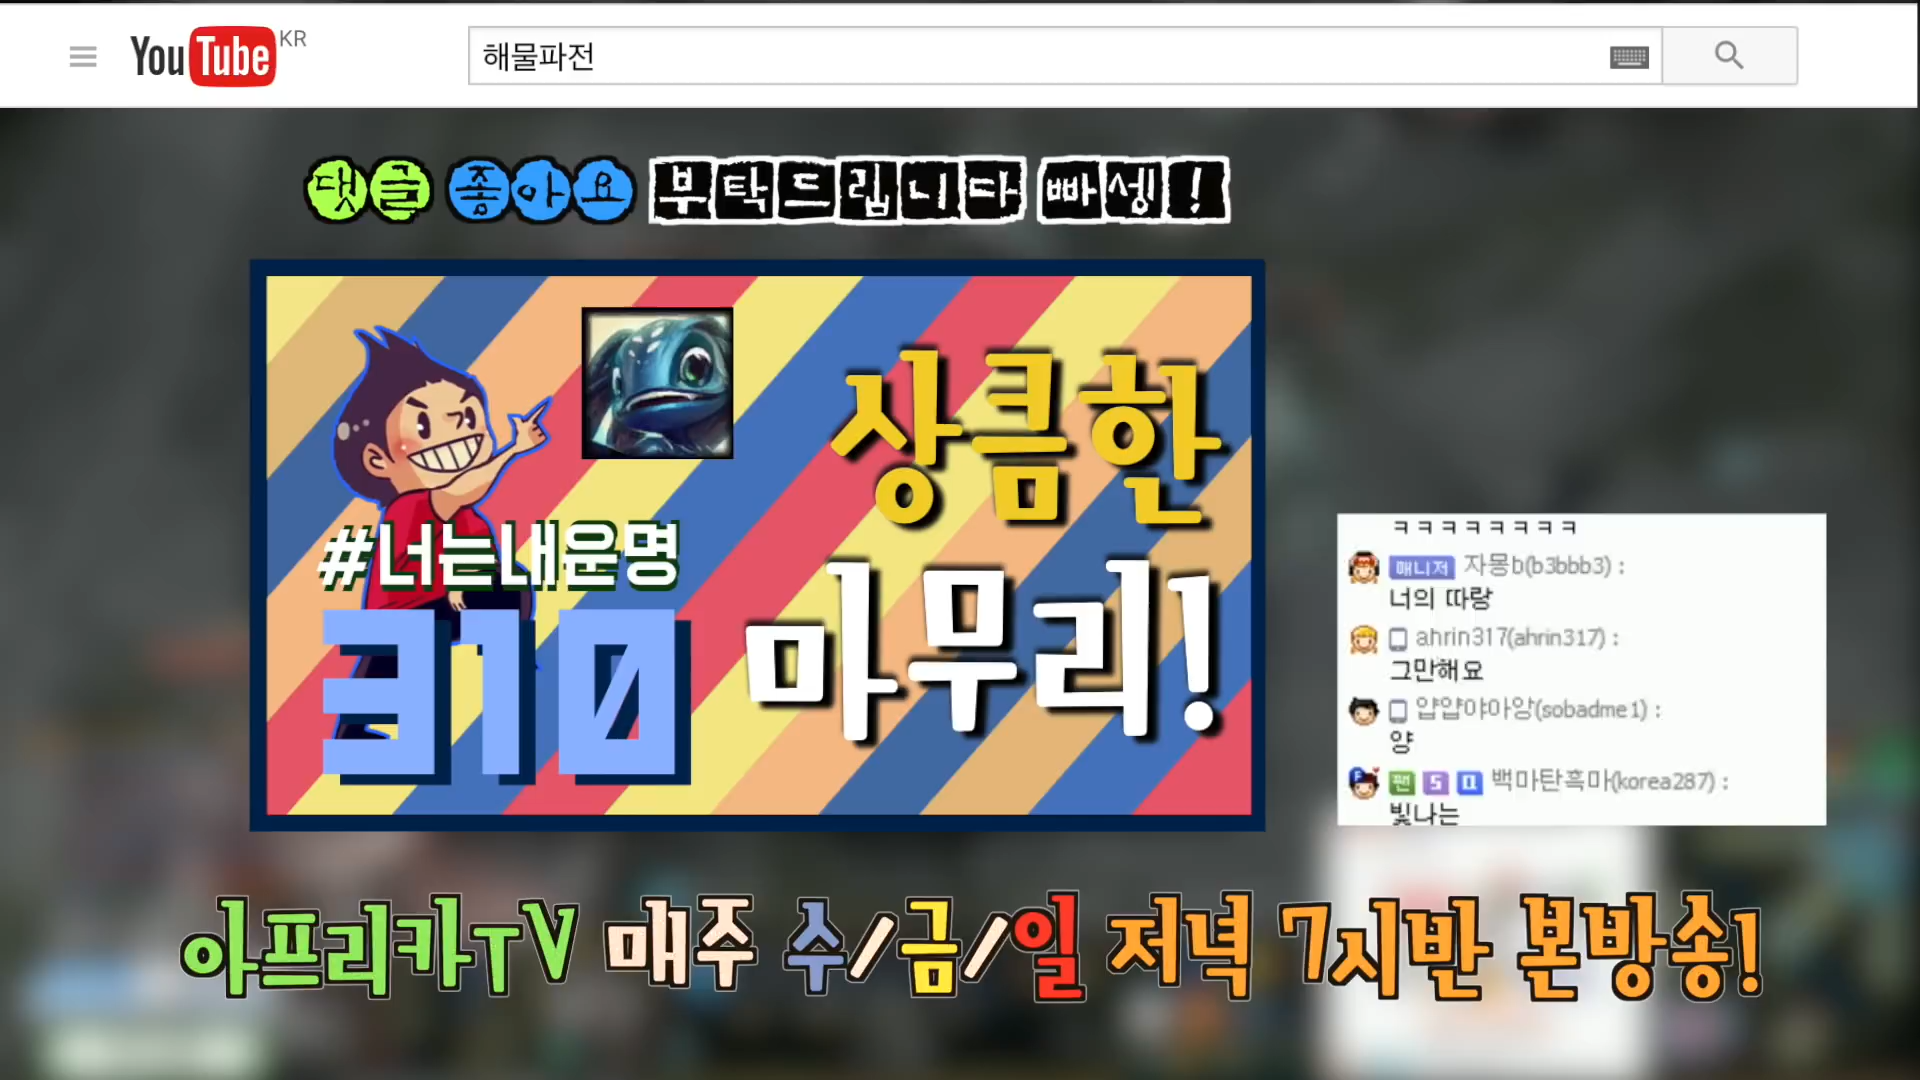 YouTube KR
해물파전
댓글 좋아요 부탁드립니다 빠셍!
상큼한
마무리!
#너는내운명
310
ㅋㅋㅋㅋㅋㅋㅋㅋ
매니저 자몽b(b3bbb3) :
너의 따랑
ahrin317(ahrin317) :
그만해요
얍얍야아앙(sobadme1) :
양
팬 S 백마탄흑마(korea287) :
빛나는
아프리카TV 매주 수/금/일 저녁 7시반 본방송!